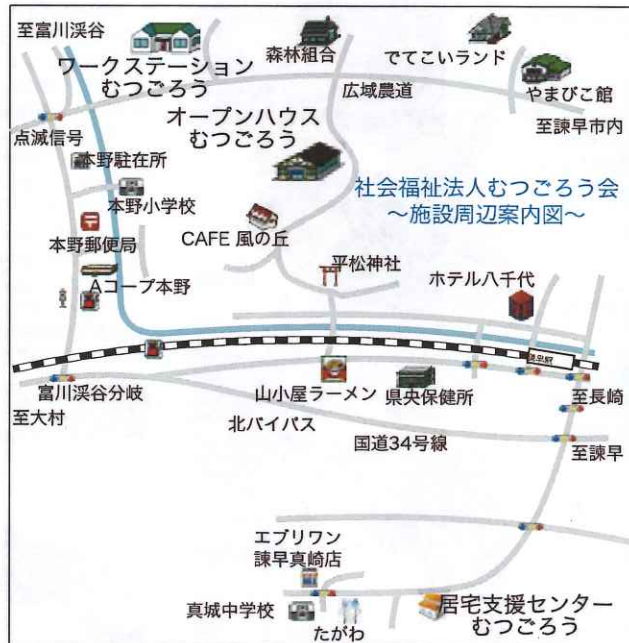 至富川渓谷
ワークステーション
むつごろう
森林組合
でてこいランド
やまびこ館
広域農道
至諫早市内
点滅信号
オープンハウス
むつごろう
本野駐在所
本野小学校
社会福祉法人むつごろう会
〜施設周辺案内図〜
本野郵便局
CAFE 風の丘
Aコープ本野
平松神社
ホテル八千代
諫早駅
富川渓谷分岐
山小屋ラーメン
県央保健所
至長崎
至大村
北バイパス
国道34号線
至諫早
エブリワン
諫早真崎店
真城中学校
たがわ
居宅支援センター
むつごろう